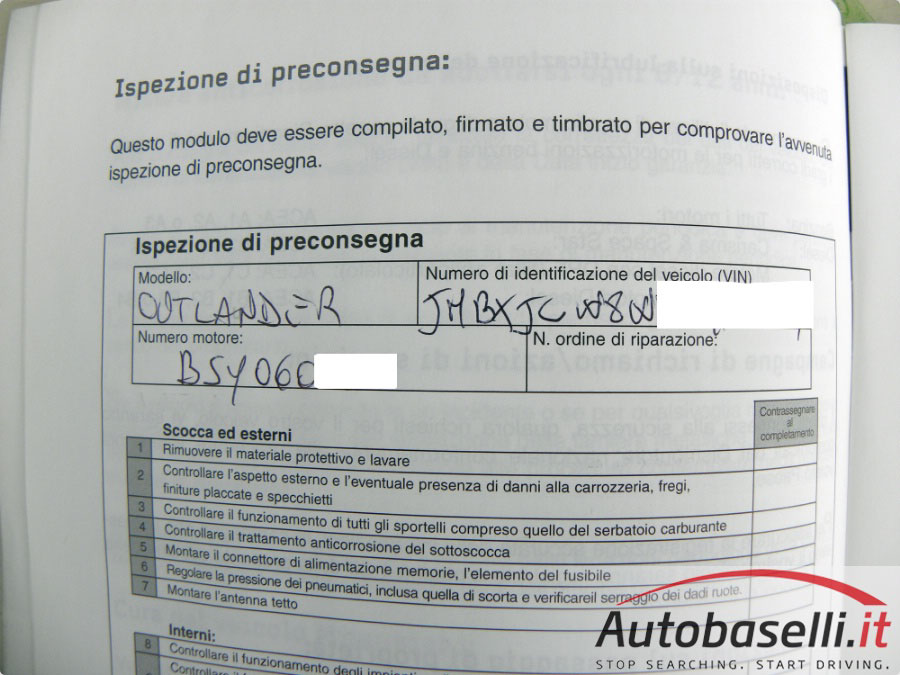 Ispezione di preconsegna:
Questo modulo deve essere compilato, firmato e timbrato per comprovare l'avvenuta
ispezione di preconsegna.
Ispezione di preconsegna
Modello:
OUTLANDER
Numero di identificazione del veicolo (VIN)
JMBXJCW8W
Numero motore:
BSY060
N. ordine di riparazione:
Contrassegnare
al
completamento
Scocca ed esterni
1 Rimuovere il materiale protettivo e lavare
2 Controllare l'aspetto esterno e l'eventuale presenza di danni alla carrozzeria, fregi,
finiture placcate e specchietti
3 Controllare il funzionamento di tutti gli sportelli compreso quello del serbatoio carburante
4 Controllare il trattamento anticorrosione del sottoscocca
5 Montare il connettore di alimentazione memorie, l'elemento del fusibile
6 Regolare la pressione dei pneumatici, inclusa quella di scorta e verificareil serraggio dei dadi ruote.
7 Montare l'antenna tetto
Interni:
8 Controllare il funzionamento degli impianti
Controllare il
Autobaselli.it
STOP SEARCHING. START DRIVING.